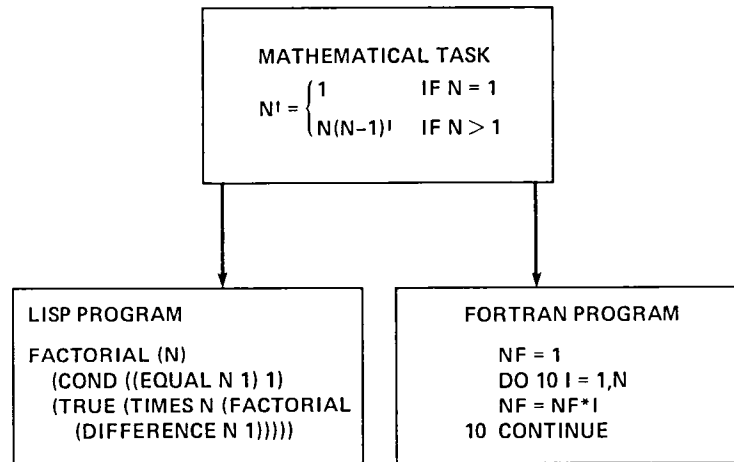 MATHEMATICAL TASK
N! = { 1 IF N = 1
N(N-1)! IF N > 1
LISP PROGRAM
FACTORIAL (N)
(COND ((EQUAL N 1) 1)
(TRUE (TIMES N (FACTORIAL
(DIFFERENCE N 1)))))
FORTRAN PROGRAM
NF = 1
DO 10 I = 1,N
NF = NF*I
10 CONTINUE